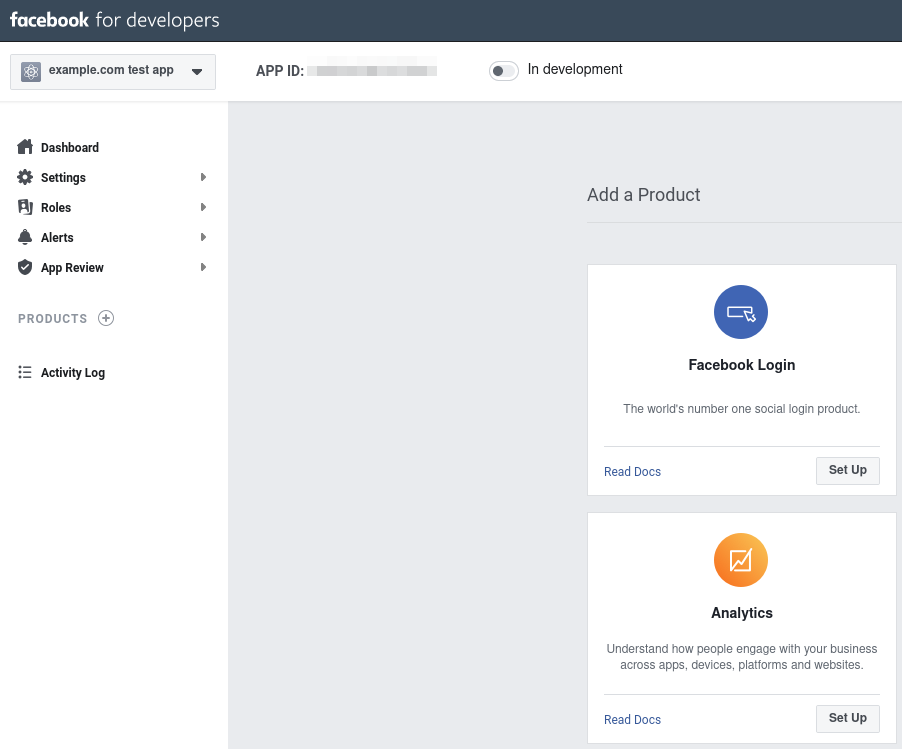 facebook for developers
example.com test app
APP ID:
In development
Dashboard
Settings
Roles
Alerts
App Review
PRODUCTS
Activity Log
Add a Product
Facebook Login
The world's number one social login product.
Read Docs
Set Up
Analytics
Understand how people engage with your business
across apps, devices, platforms and websites.
Read Docs
Set Up